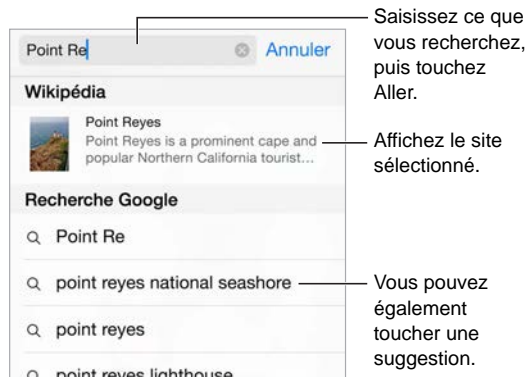 Point Re
Annuler
Wikipédia
Point Reyes
Point Reyes is a prominent cape and
popular Northern California tourist...
Recherche Google
Point Re
point reyes national seashore
point reyes
point reyes lighthouse
Saisissez ce que
vous recherchez,
puis touchez
Aller.
Affichez le site
sélectionné.
Vous pouvez
également
toucher une
suggestion.